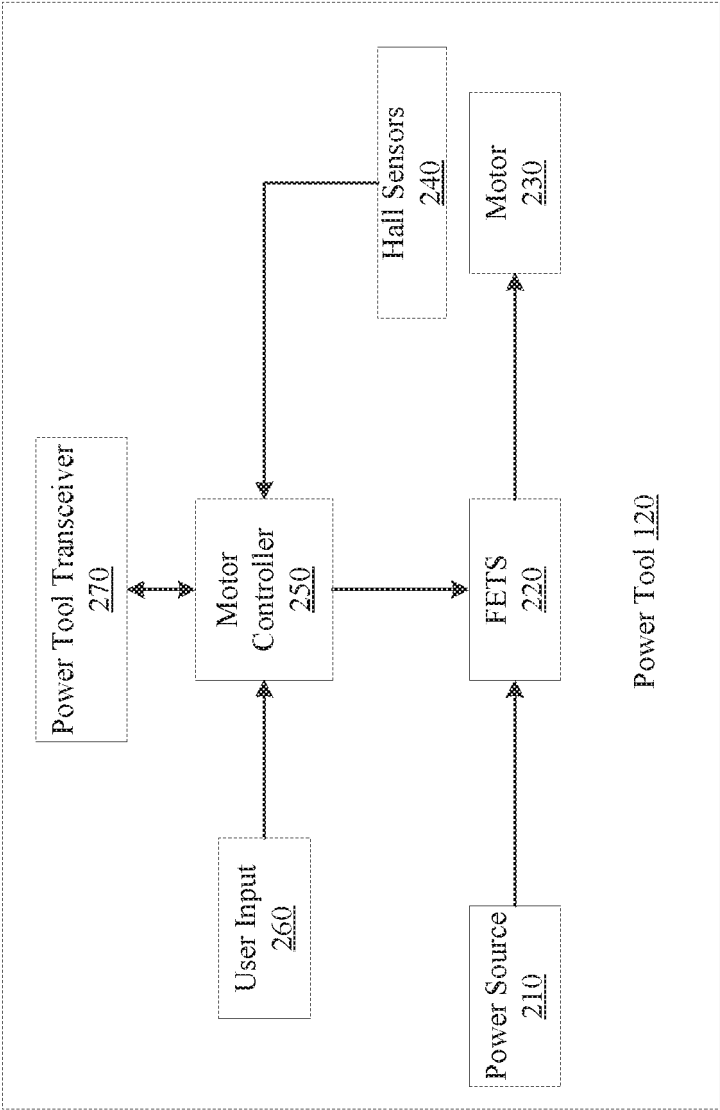 Power Tool Transceiver
270
User Input
260
Motor
Controller
250
Hall Sensors
240
Power Source
210
FETS
220
Motor
230
Power Tool 120